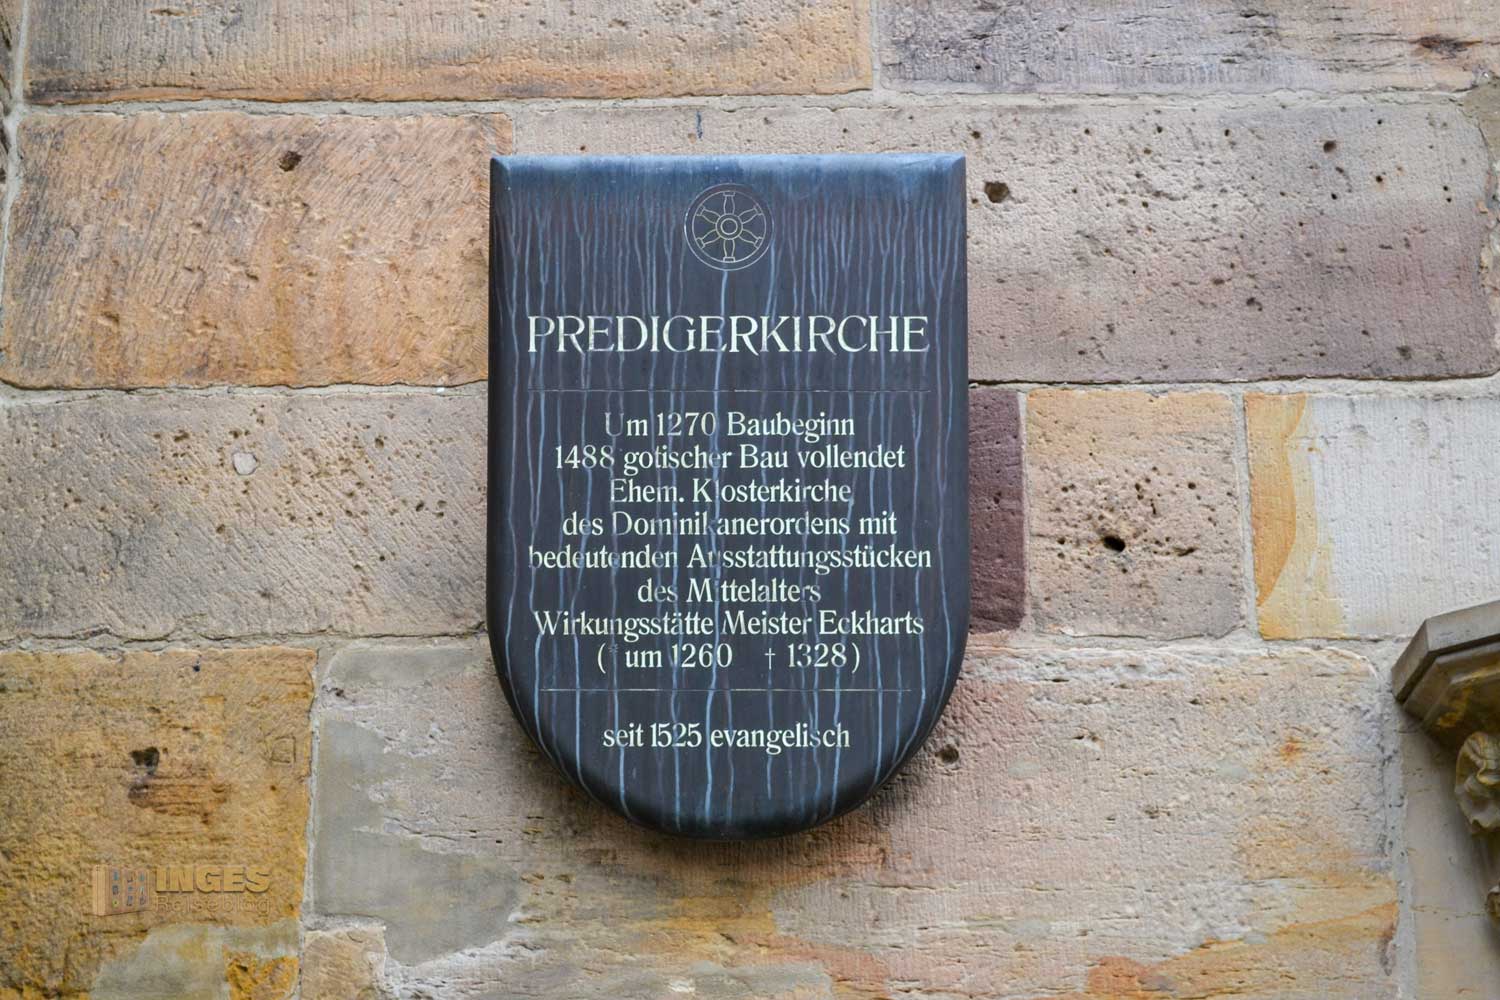 PREDIGERKIRCHE
Um 1270 Baubeginn
1488 gotischer Bau vollendet
Ehem. Klosterkirche
des Dominikanerordens mit
bedeutenden Ausstattungsstücken
des Mittelalters
Wirkungsstätte Meister Eckharts
(* um 1260 † 1328)
seit 1525 evangelisch
INGES
Reiseblog